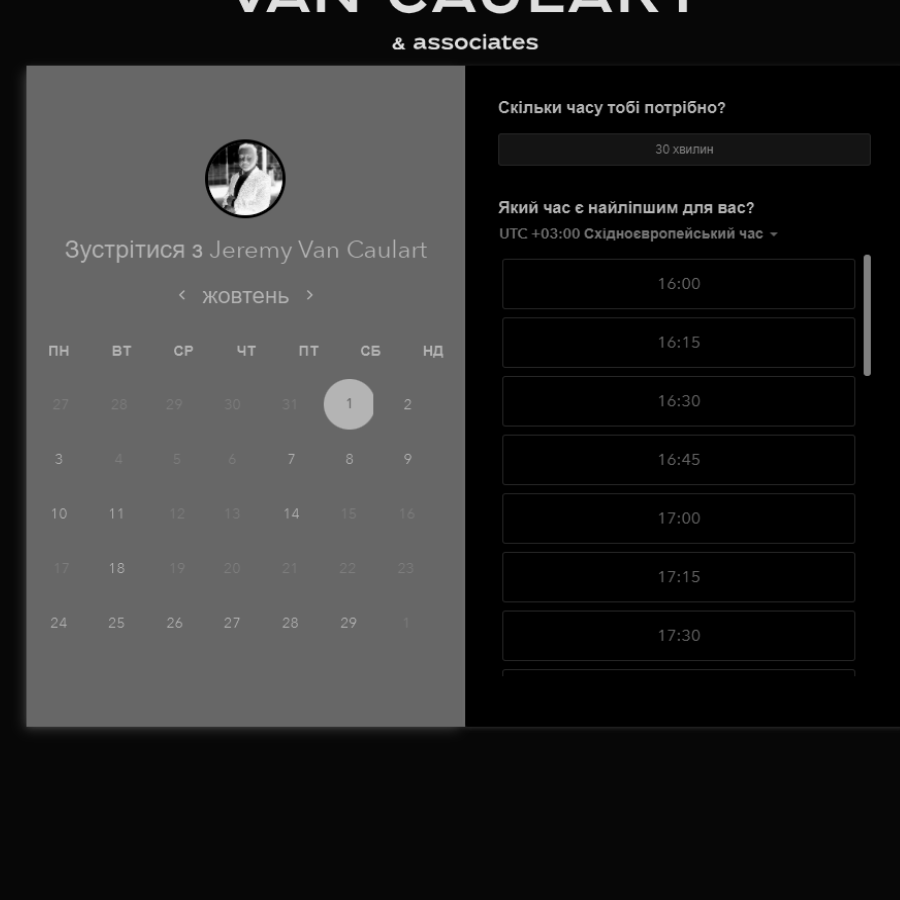 VAN CAULART
& associates
Зустрітися з Jeremy Van Caulart
жовтень
ПН ВТ СР ЧТ ПТ СБ НД
27 28 29 30 31 1 2
3 4 5 6 7 8 9
10 11 12 13 14 15 16
17 18 19 20 21 22 23
24 25 26 27 28 29 1
Скільки часу тобі потрібно?
30 хвилин
Який час є найліпшим для вас?
UTC +03:00 Східноєвропейський час
16:00
16:15
16:30
16:45
17:00
17:15
17:30